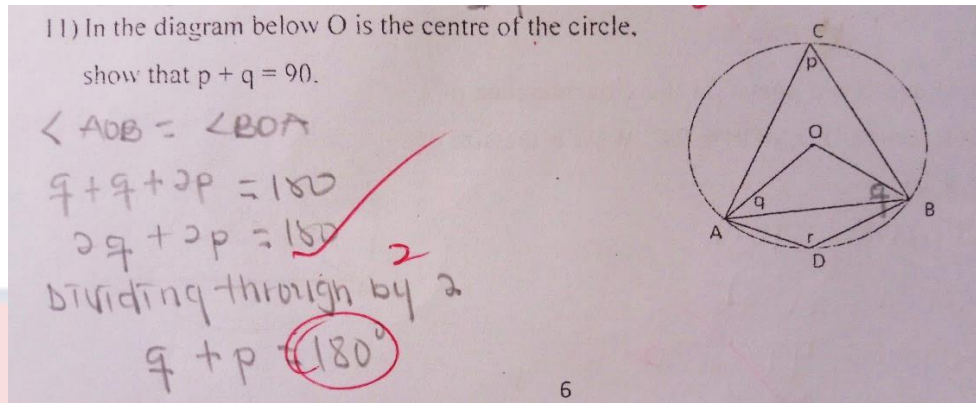 11) In the diagram below O is the centre of the circle,
show that p + q = 90.
< AOB = <BOA
q + q + 2p = 180
2q + 2p = 180
2
Dividing through by 2
q + p = 180°
C
p
O
q
q
B
A
r
D
6